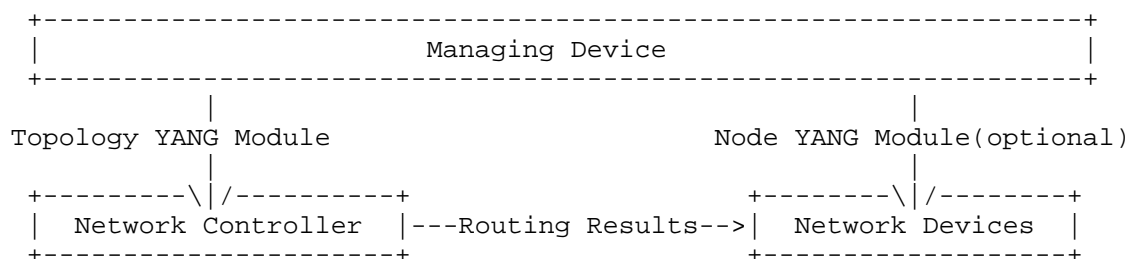 Managing Device
Topology YANG Module Node YANG Module(optional)
Network Controller ---Routing Results--> Network Devices